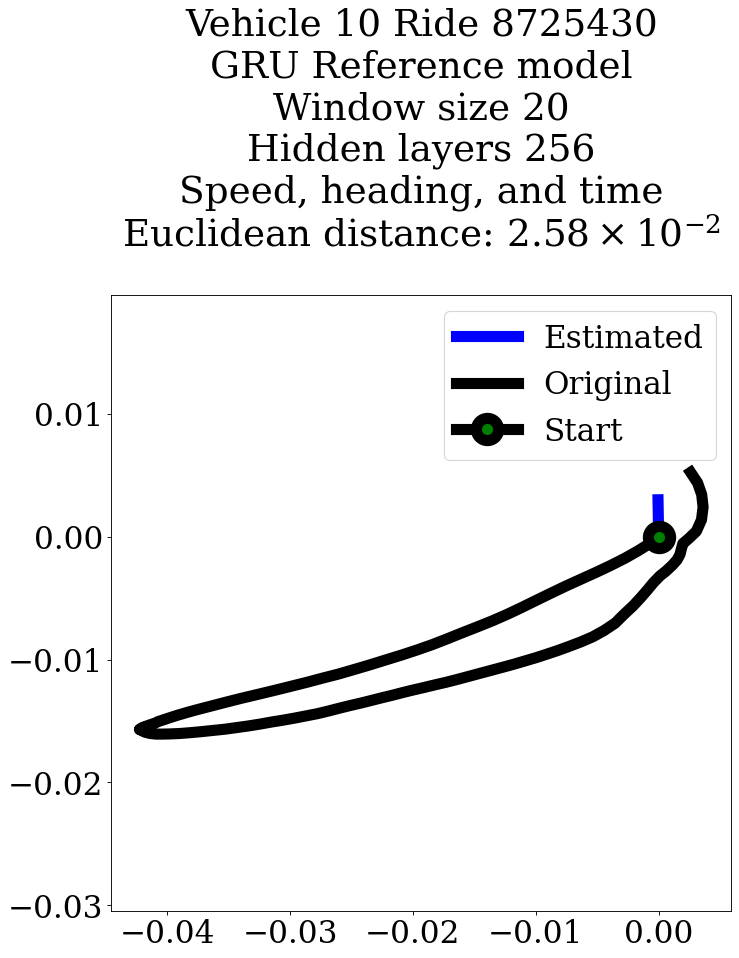 Vehicle 10 Ride 8725430
GRU Reference model
Window size 20
Hidden layers 256
Speed, heading, and time
Euclidean distance: 2.58 × 10⁻²
Estimated
Original
Start
0.01
0.00
−0.01
−0.02
−0.03
−0.04 −0.03 −0.02 −0.01 0.00